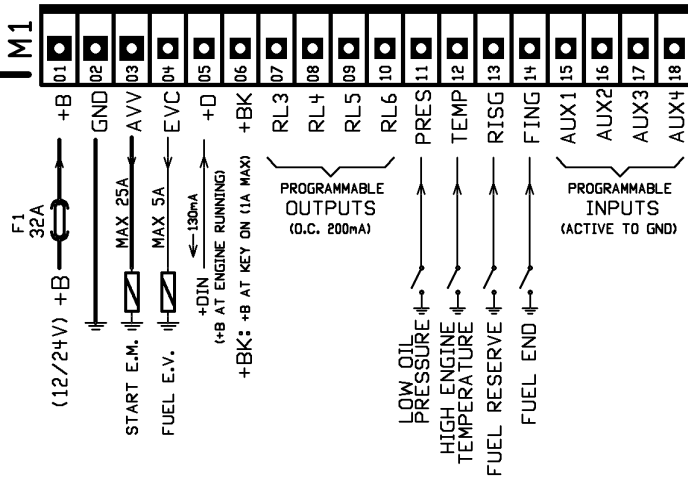 M1
01
02
03
04
05
06
07
08
09
10
11
12
13
14
15
16
17
18
+B
GND
AVV
EVC
+D
+BK
RL3
RL4
RL5
RL6
PRES
TEMP
RISG
FING
AUX1
AUX2
AUX3
AUX4
F1
32A
(12/24V) +B
MAX 25A
START E.M.
MAX 5A
FUEL E.V.
130mA
+DIN
(+B AT ENGINE RUNNING)
+BK: +B AT KEY ON (1A MAX)
PROGRAMMABLE
OUTPUTS
(O.C. 200mA)
LOW OIL
PRESSURE
HIGH ENGINE
TEMPERATURE
FUEL RESERVE
FUEL END
PROGRAMMABLE
INPUTS
(ACTIVE TO GND)